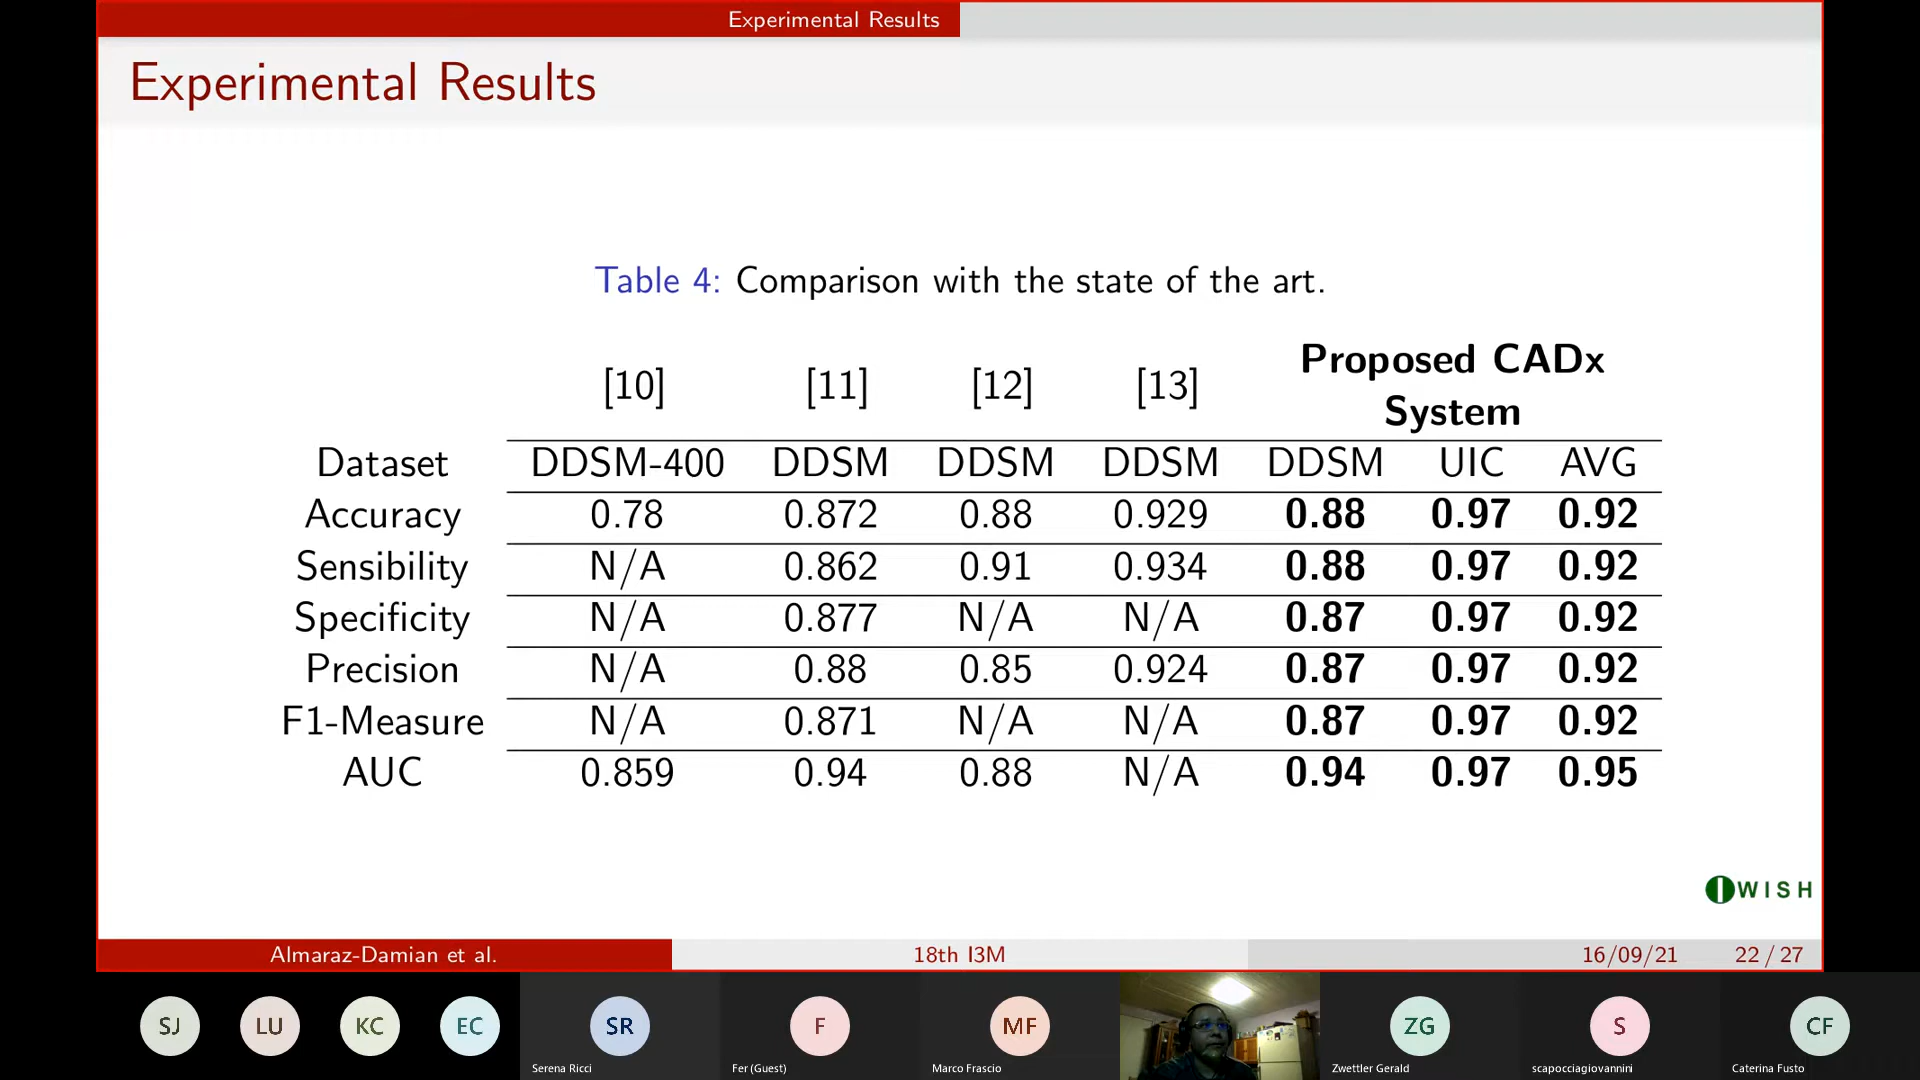 Experimental Results
Experimental Results
Table 4: Comparison with the state of the art.
[10] [11] [12] [13] Proposed CADx System
Dataset DDSM-400 DDSM DDSM DDSM DDSM UIC AVG
Accuracy 0.78 0.872 0.88 0.929 0.88 0.97 0.92
Sensibility N/A 0.862 0.91 0.934 0.88 0.97 0.92
Specificity N/A 0.877 N/A N/A 0.87 0.97 0.92
Precision N/A 0.88 0.85 0.924 0.87 0.97 0.92
F1-Measure N/A 0.871 N/A N/A 0.87 0.97 0.92
AUC 0.859 0.94 0.88 N/A 0.94 0.97 0.95
WISH
Almaraz-Damian et al. 18th I3M 16/09/21 22 / 27
SJ LU KC EC SR F MF ZG S CF
Serena Ricci Fer (Guest) Marco Frascio Zwettler Gerald scapocciagiovannini Caterina Fusto